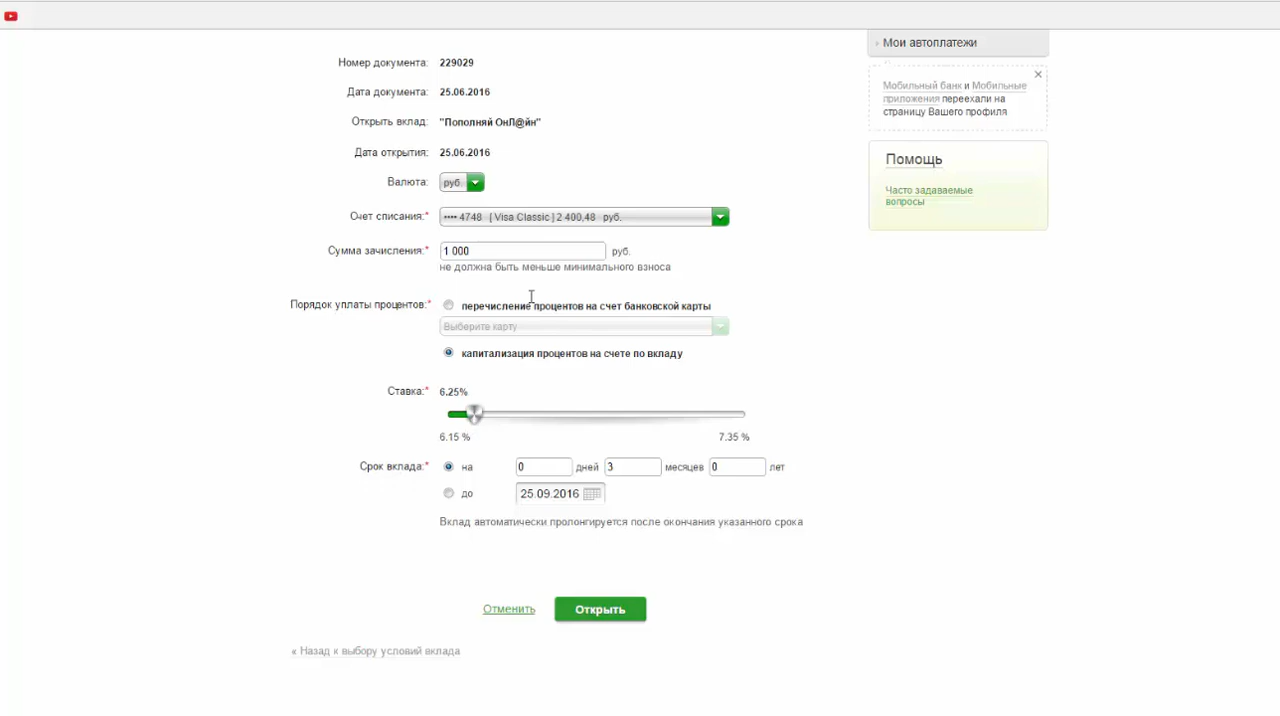 Мои автоплатежи
Мобильный банк и Мобильные
приложения переехали на
страницу Вашего профиля
Помощь
Часто задаваемые
вопросы
Номер документа: 229029
Дата документа: 25.06.2016
Открыть вклад: "Пополняй ОнЛ@йн"
Дата открытия: 25.06.2016
Валюта: руб.
Счет списания:* •••• 4748 [ Visa Classic ] 2 400,48 руб.
Сумма зачисления:* 1 000 руб.
не должна быть меньше минимального взноса
Порядок уплаты процентов:* перечисление процентов на счет банковской карты
Выберите карту
капитализация процентов на счете по вкладу
Ставка:* 6.25%
6.15 % 7.35 %
Срок вклада:* на 0 дней 3 месяцев 0 лет
до 25.09.2016
Вклад автоматически пролонгируется после окончания указанного срока
Отменить Открыть
« Назад к выбору условий вклада